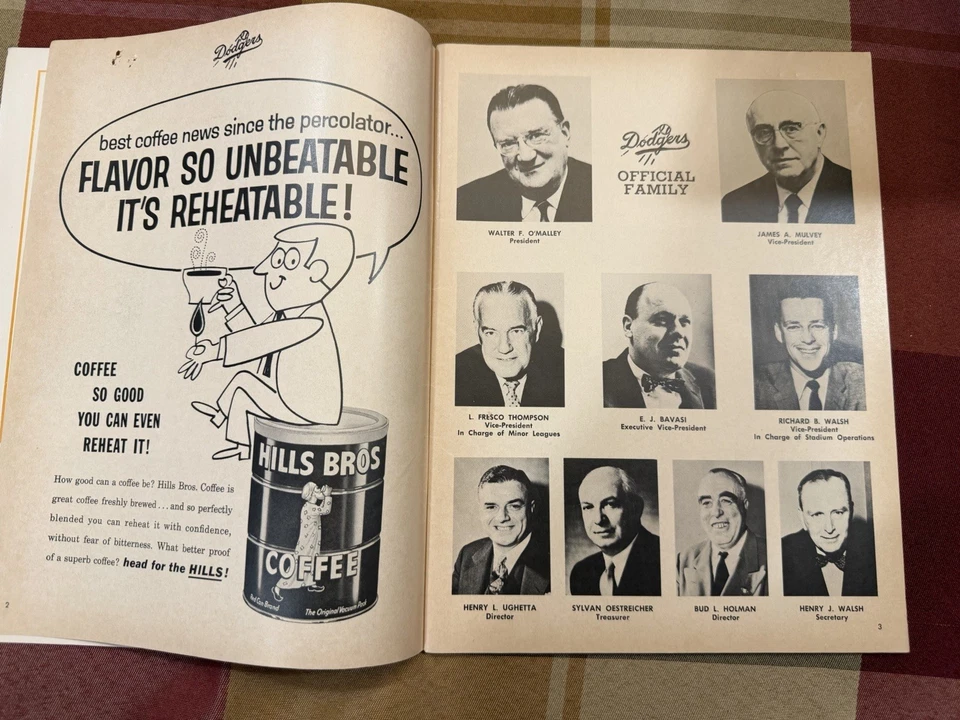 Dodgers
best coffee news since the percolator...
FLAVOR SO UNBEATABLE
IT'S REHEATABLE!
COFFEE
SO GOOD
YOU CAN EVEN
REHEAT IT!
How good can a coffee be? Hills Bros. Coffee is
great coffee freshly brewed...and so perfectly
blended you can reheat it with confidence,
without fear of bitterness. What better proof
of a superb coffee? head for the HILLS!
HILLS BROS
COFFEE
Red Can Brand
The Original Vacuum Pack
2
Dodgers
OFFICIAL
FAMILY
WALTER F. O'MALLEY
President
JAMES A. MULVEY
Vice-President
L. FRESCO THOMPSON
Vice-President
In Charge of Minor Leagues
E. J. BAVASI
Executive Vice-President
RICHARD B. WALSH
Vice-President
In Charge of Stadium Operations
HENRY L. UGHETTA
Director
SYLVAN OESTREICHER
Treasurer
BUD L. HOLMAN
Director
HENRY J. WALSH
Secretary
3